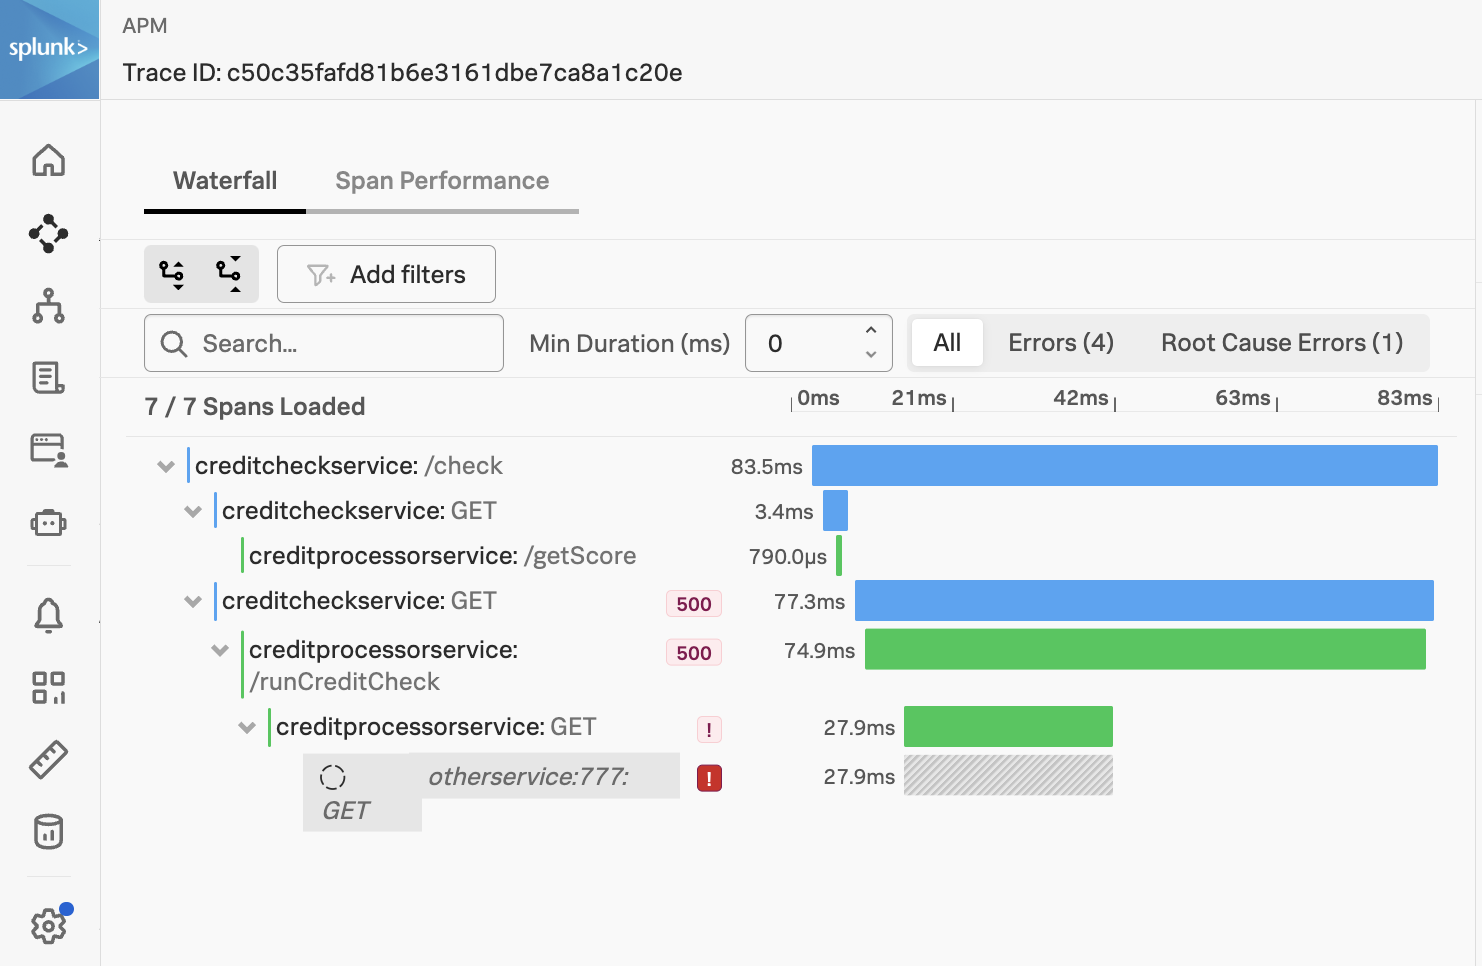 splunk>
APM
Trace ID: c50c35fafd81b6e3161dbe7ca8a1c20e
Waterfall Span Performance
Add filters
Search... Min Duration (ms) 0 All Errors (4) Root Cause Errors (1)
7 / 7 Spans Loaded 0ms 21ms 42ms 63ms 83ms
creditcheckservice: /check 83.5ms
creditcheckservice: GET 3.4ms
creditprocessorservice: /getScore 790.0µs
creditcheckservice: GET 500 77.3ms
creditprocessorservice: 500 74.9ms
/runCreditCheck
creditprocessorservice: GET ! 27.9ms
otherservice:777: ! 27.9ms
GET